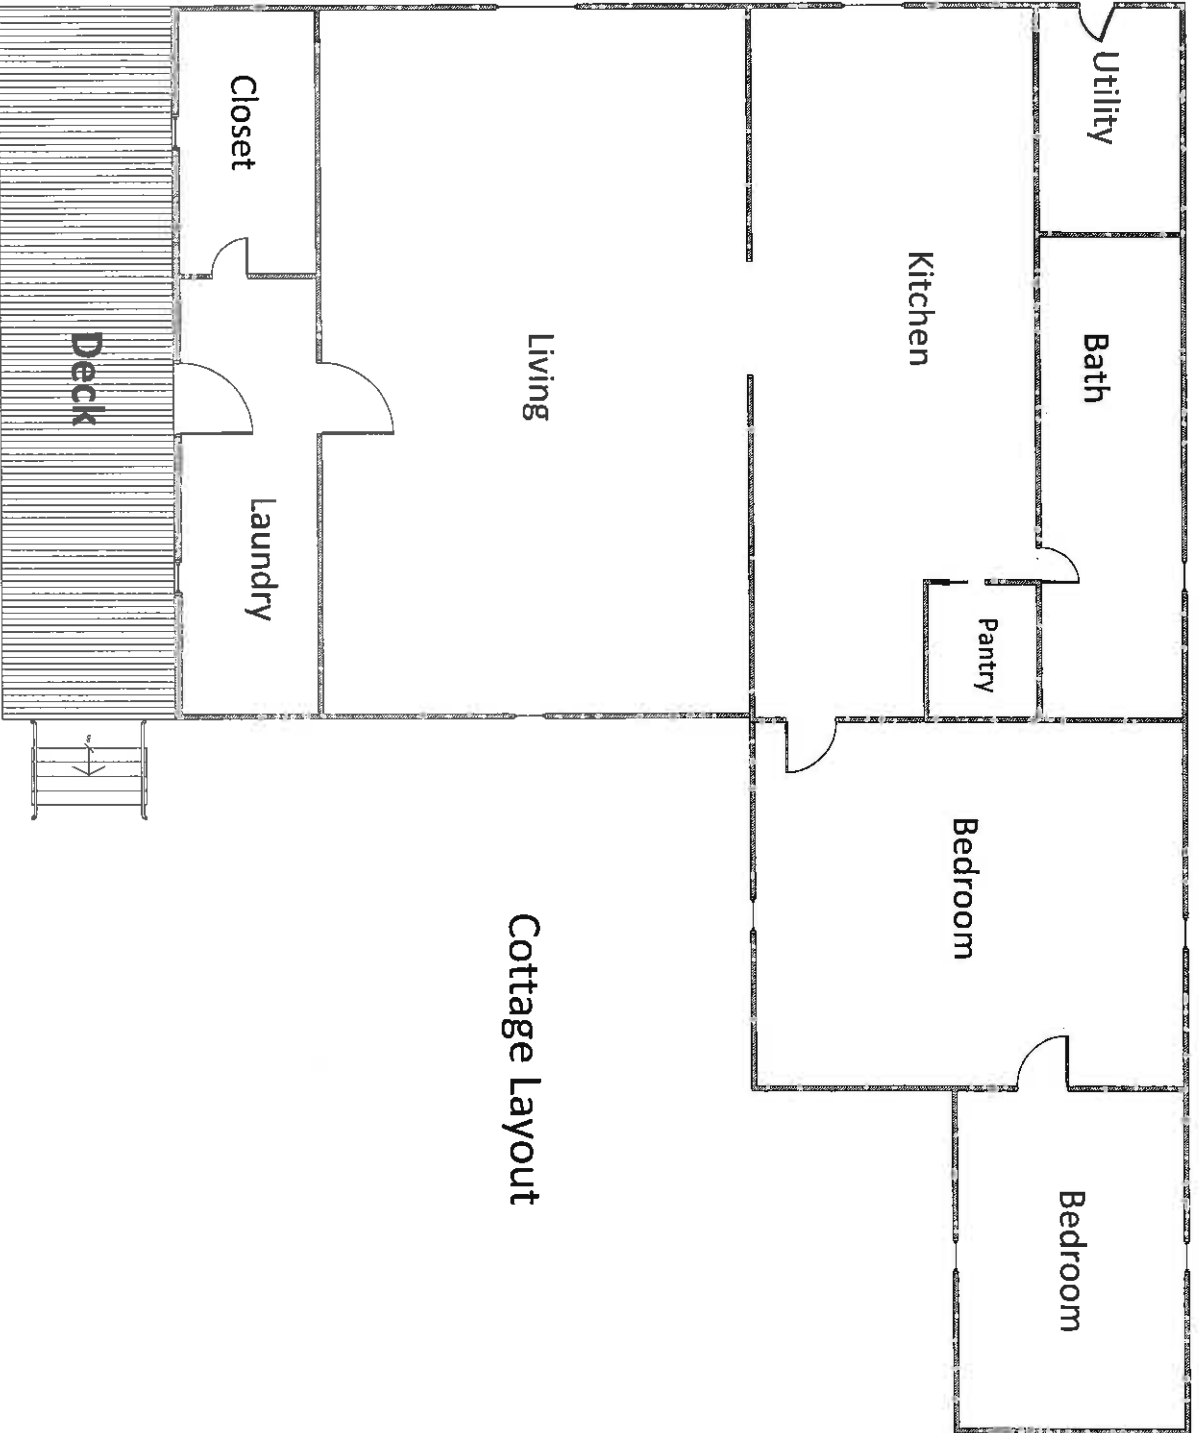 Utility
Bath
Bedroom
Pantry
Bedroom
Kitchen
Living
Cottage Layout
Closet
Laundry
Deck